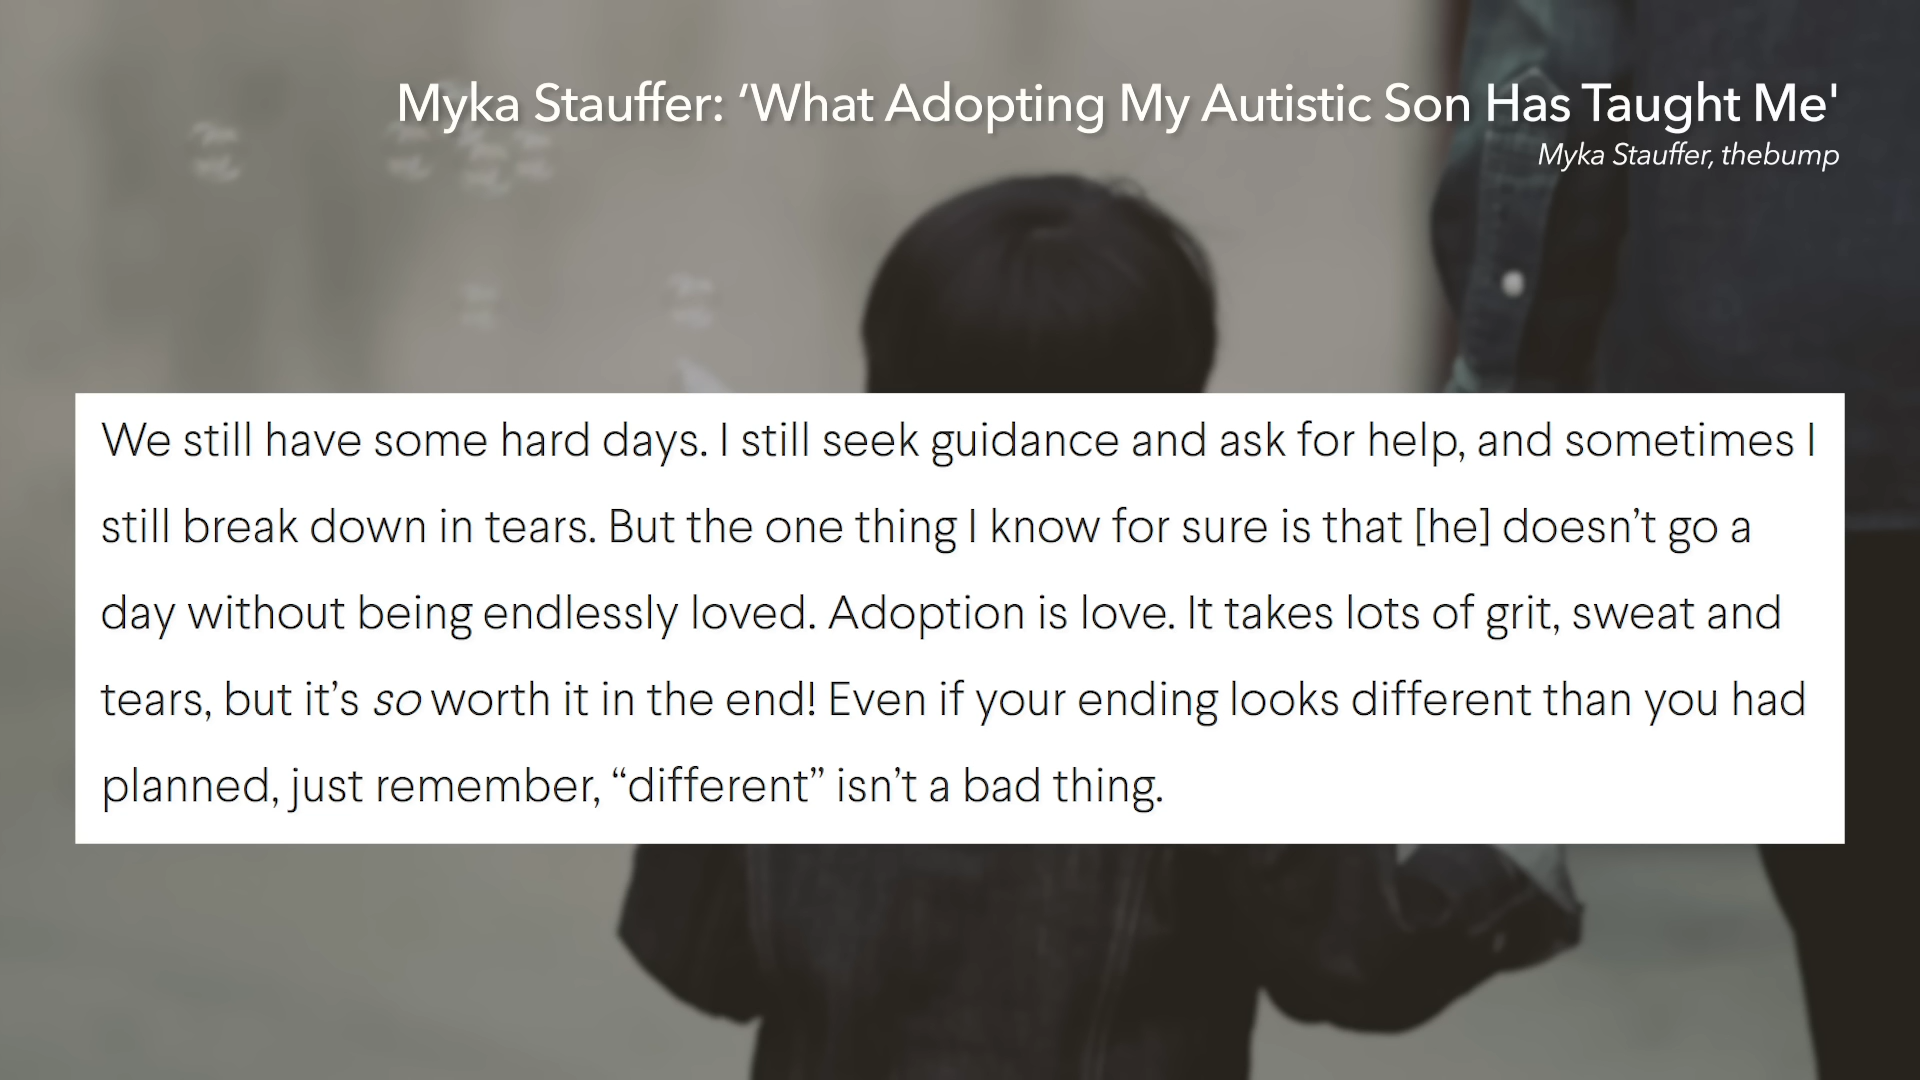 Myka Stauffer: ‘What Adopting My Autistic Son Has Taught Me'
Myka Stauffer, thebump
We still have some hard days. I still seek guidance and ask for help, and sometimes I
still break down in tears. But the one thing I know for sure is that [he] doesn’t go a
day without being endlessly loved. Adoption is love. It takes lots of grit, sweat and
tears, but it’s so worth it in the end! Even if your ending looks different than you had
planned, just remember, “different” isn’t a bad thing.